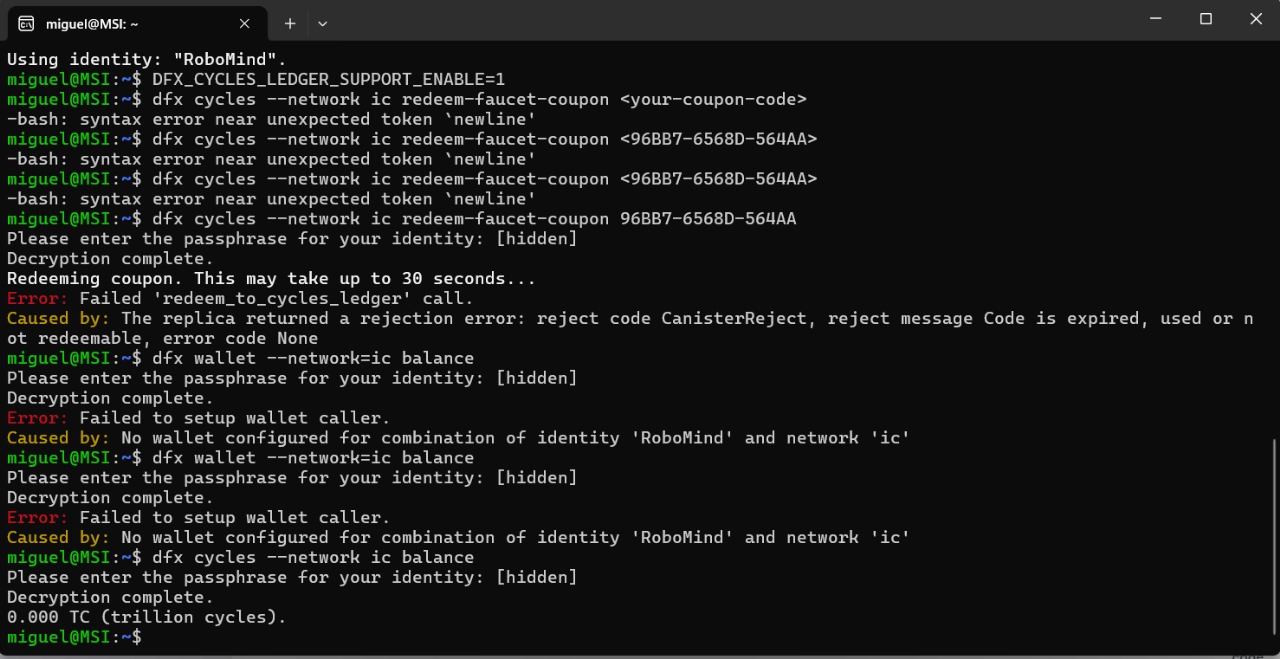 miguel@MSI: ~
Using identity: "RoboMind".
miguel@MSI:~$ DFX_CYCLES_LEDGER_SUPPORT_ENABLE=1
miguel@MSI:~$ dfx cycles --network ic redeem-faucet-coupon <your-coupon-code>
-bash: syntax error near unexpected token `newline'
miguel@MSI:~$ dfx cycles --network ic redeem-faucet-coupon <96BB7-6568D-564AA>
-bash: syntax error near unexpected token `newline'
miguel@MSI:~$ dfx cycles --network ic redeem-faucet-coupon <96BB7-6568D-564AA>
-bash: syntax error near unexpected token `newline'
miguel@MSI:~$ dfx cycles --network ic redeem-faucet-coupon 96BB7-6568D-564AA
Please enter the passphrase for your identity: [hidden]
Decryption complete.
Redeeming coupon. This may take up to 30 seconds...
Error: Failed 'redeem_to_cycles_ledger' call.
Caused by: The replica returned a rejection error: reject code CanisterReject, reject message Code is expired, used or n
ot redeemable, error code None
miguel@MSI:~$ dfx wallet --network=ic balance
Please enter the passphrase for your identity: [hidden]
Decryption complete.
Error: Failed to setup wallet caller.
Caused by: No wallet configured for combination of identity 'RoboMind' and network 'ic'
miguel@MSI:~$ dfx wallet --network=ic balance
Please enter the passphrase for your identity: [hidden]
Decryption complete.
Error: Failed to setup wallet caller.
Caused by: No wallet configured for combination of identity 'RoboMind' and network 'ic'
miguel@MSI:~$ dfx cycles --network ic balance
Please enter the passphrase for your identity: [hidden]
Decryption complete.
0.000 TC (trillion cycles).
miguel@MSI:~$